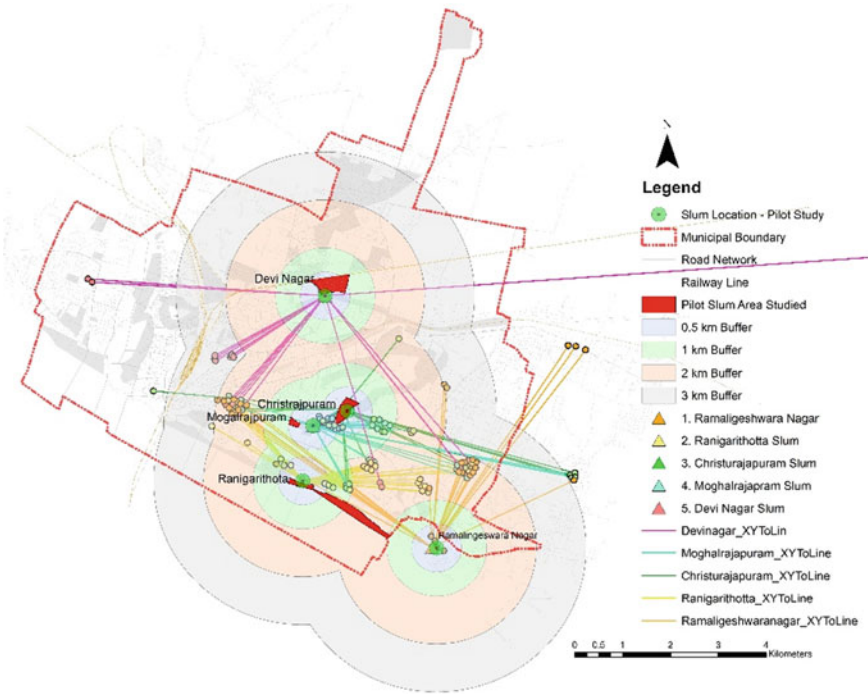 N
Legend
Slum Location - Pilot Study
Municipal Boundary
Road Network
Railway Line
Pilot Slum Area Studied
0.5 km Buffer
1 km Buffer
2 km Buffer
3 km Buffer
1. Ramaligeshwara Nagar
2. Ranigarithotta Slum
3. Christurajapuram Slum
4. Moghalrajapram Slum
5. Devi Nagar Slum
Devinagar_XYToLin
Moghalrajapuram_XYToLine
Christurajapuram_XYToLine
Ranigarithotta_XYToLine
Ramaligeshwaranagar_XYToLine
0 0.5 1 2 3 4
Kilometers
Devi Nagar
Christrajpuram
Mogalrajpuram
Ranigarithota
Ramalingeswara Nagar